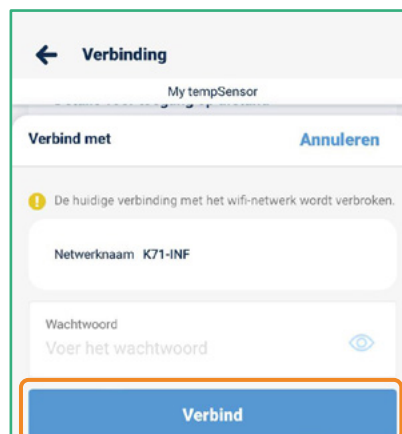 Verbinding
My tempSensor
Verbind met
Annuleren
De huidige verbinding met het wifi-netwerk wordt verbroken.
Netwerknaam K71-INF
Wachtwoord
Voer het wachtwoord
Verbind